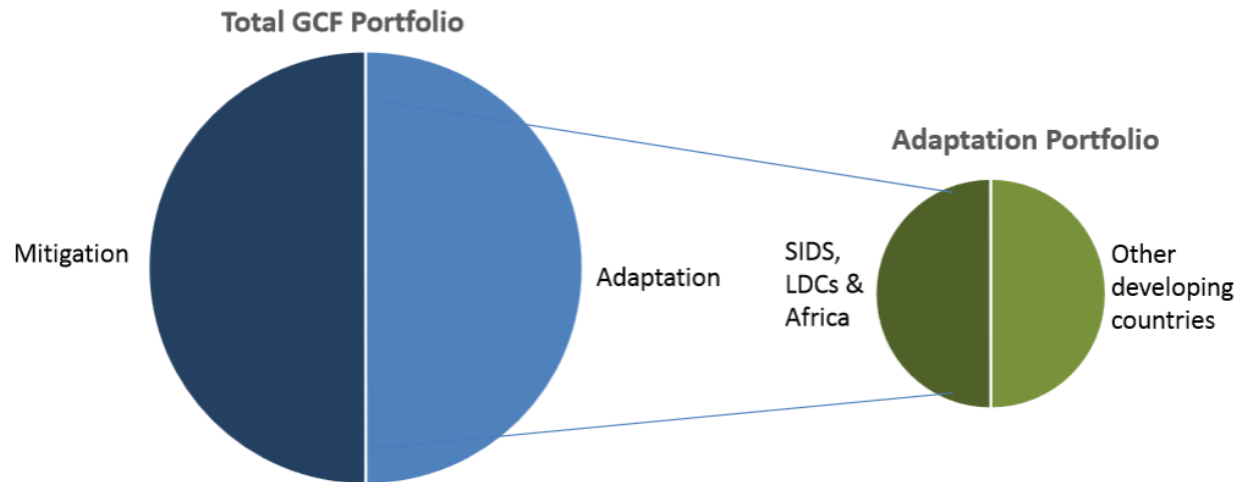 Total GCF Portfolio
Mitigation
Adaptation
Adaptation Portfolio
SIDS,
LDCs &
Africa
Other
developing
countries